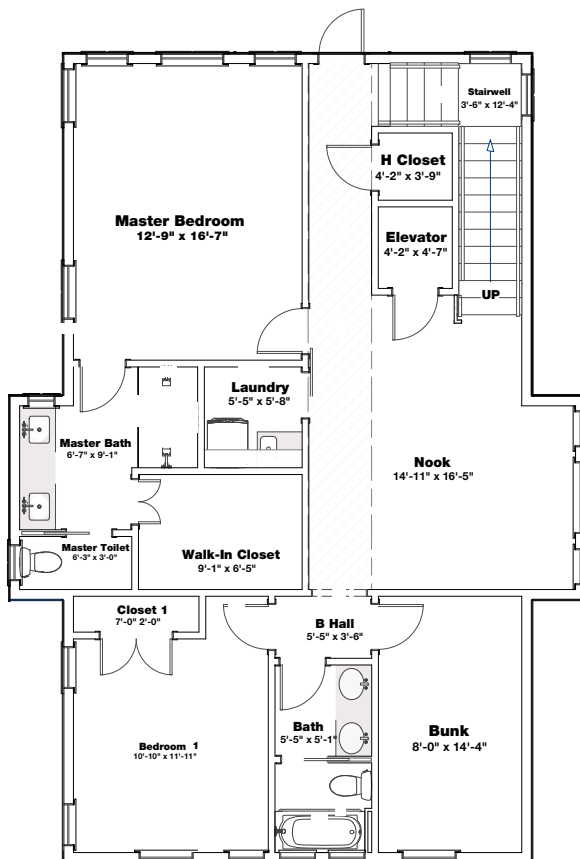 Stairwell
3'-6" x 12'-4"
H Closet
4'-2" x 3'-9"
Master Bedroom
12'-9" x 16'-7"
Elevator
4'-2" x 4'-7"
UP
Laundry
5'-5" x 5'-8"
Master Bath
6'-7" x 9'-1"
Nook
14'-11" x 16'-5"
Master Toilet
6'-3" x 3'-0"
Walk-In Closet
9'-1" x 6'-5"
Closet 1
7'-0" 2'-0"
B Hall
5'-5" x 3'-6"
Bath
5'-5" x 5'-1"
Bunk
8'-0" x 14'-4"
Bedroom 1
10'-10" x 11'-11"